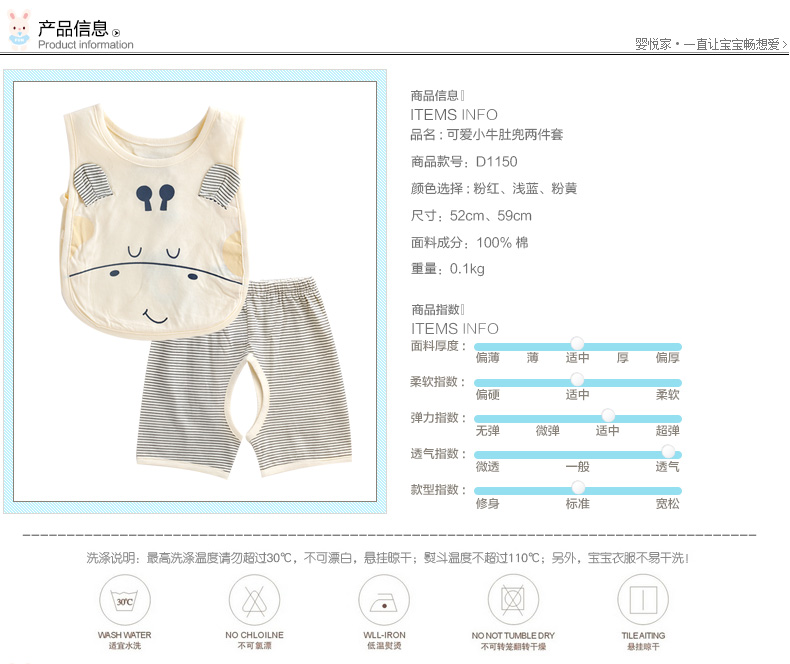 产品信息
Product information
婴悦家·一直让宝宝畅想爱>
商品信息
ITEMS INFO
品名：可爱小牛肚兜两件套
商品款号：D1150
颜色选择：粉红、浅蓝、粉黄
尺寸：52cm、59cm
面料成分：100% 棉
重量：0.1kg
商品指数
ITEMS INFO
面料厚度：
偏薄 薄 适中 厚 偏厚
柔软指数：
偏硬 适中 柔软
弹力指数：
无弹 微弹 适中 超弹
透气指数：
微透 一般 透气
款型指数：
修身 标准 宽松
洗涤说明：最高洗涤温度请勿超过30℃，不可漂白，悬挂晾干；熨斗温度不超过110℃；另外，宝宝衣服不易干洗！
30℃
WASH WATER
适宜水洗
NO CHLOILNE
不可氯漂
WLL-IRON
低温熨烫
NO NOT TUMBLE DRY
不可转笼翻转干燥
TILE AITING
悬挂晾干